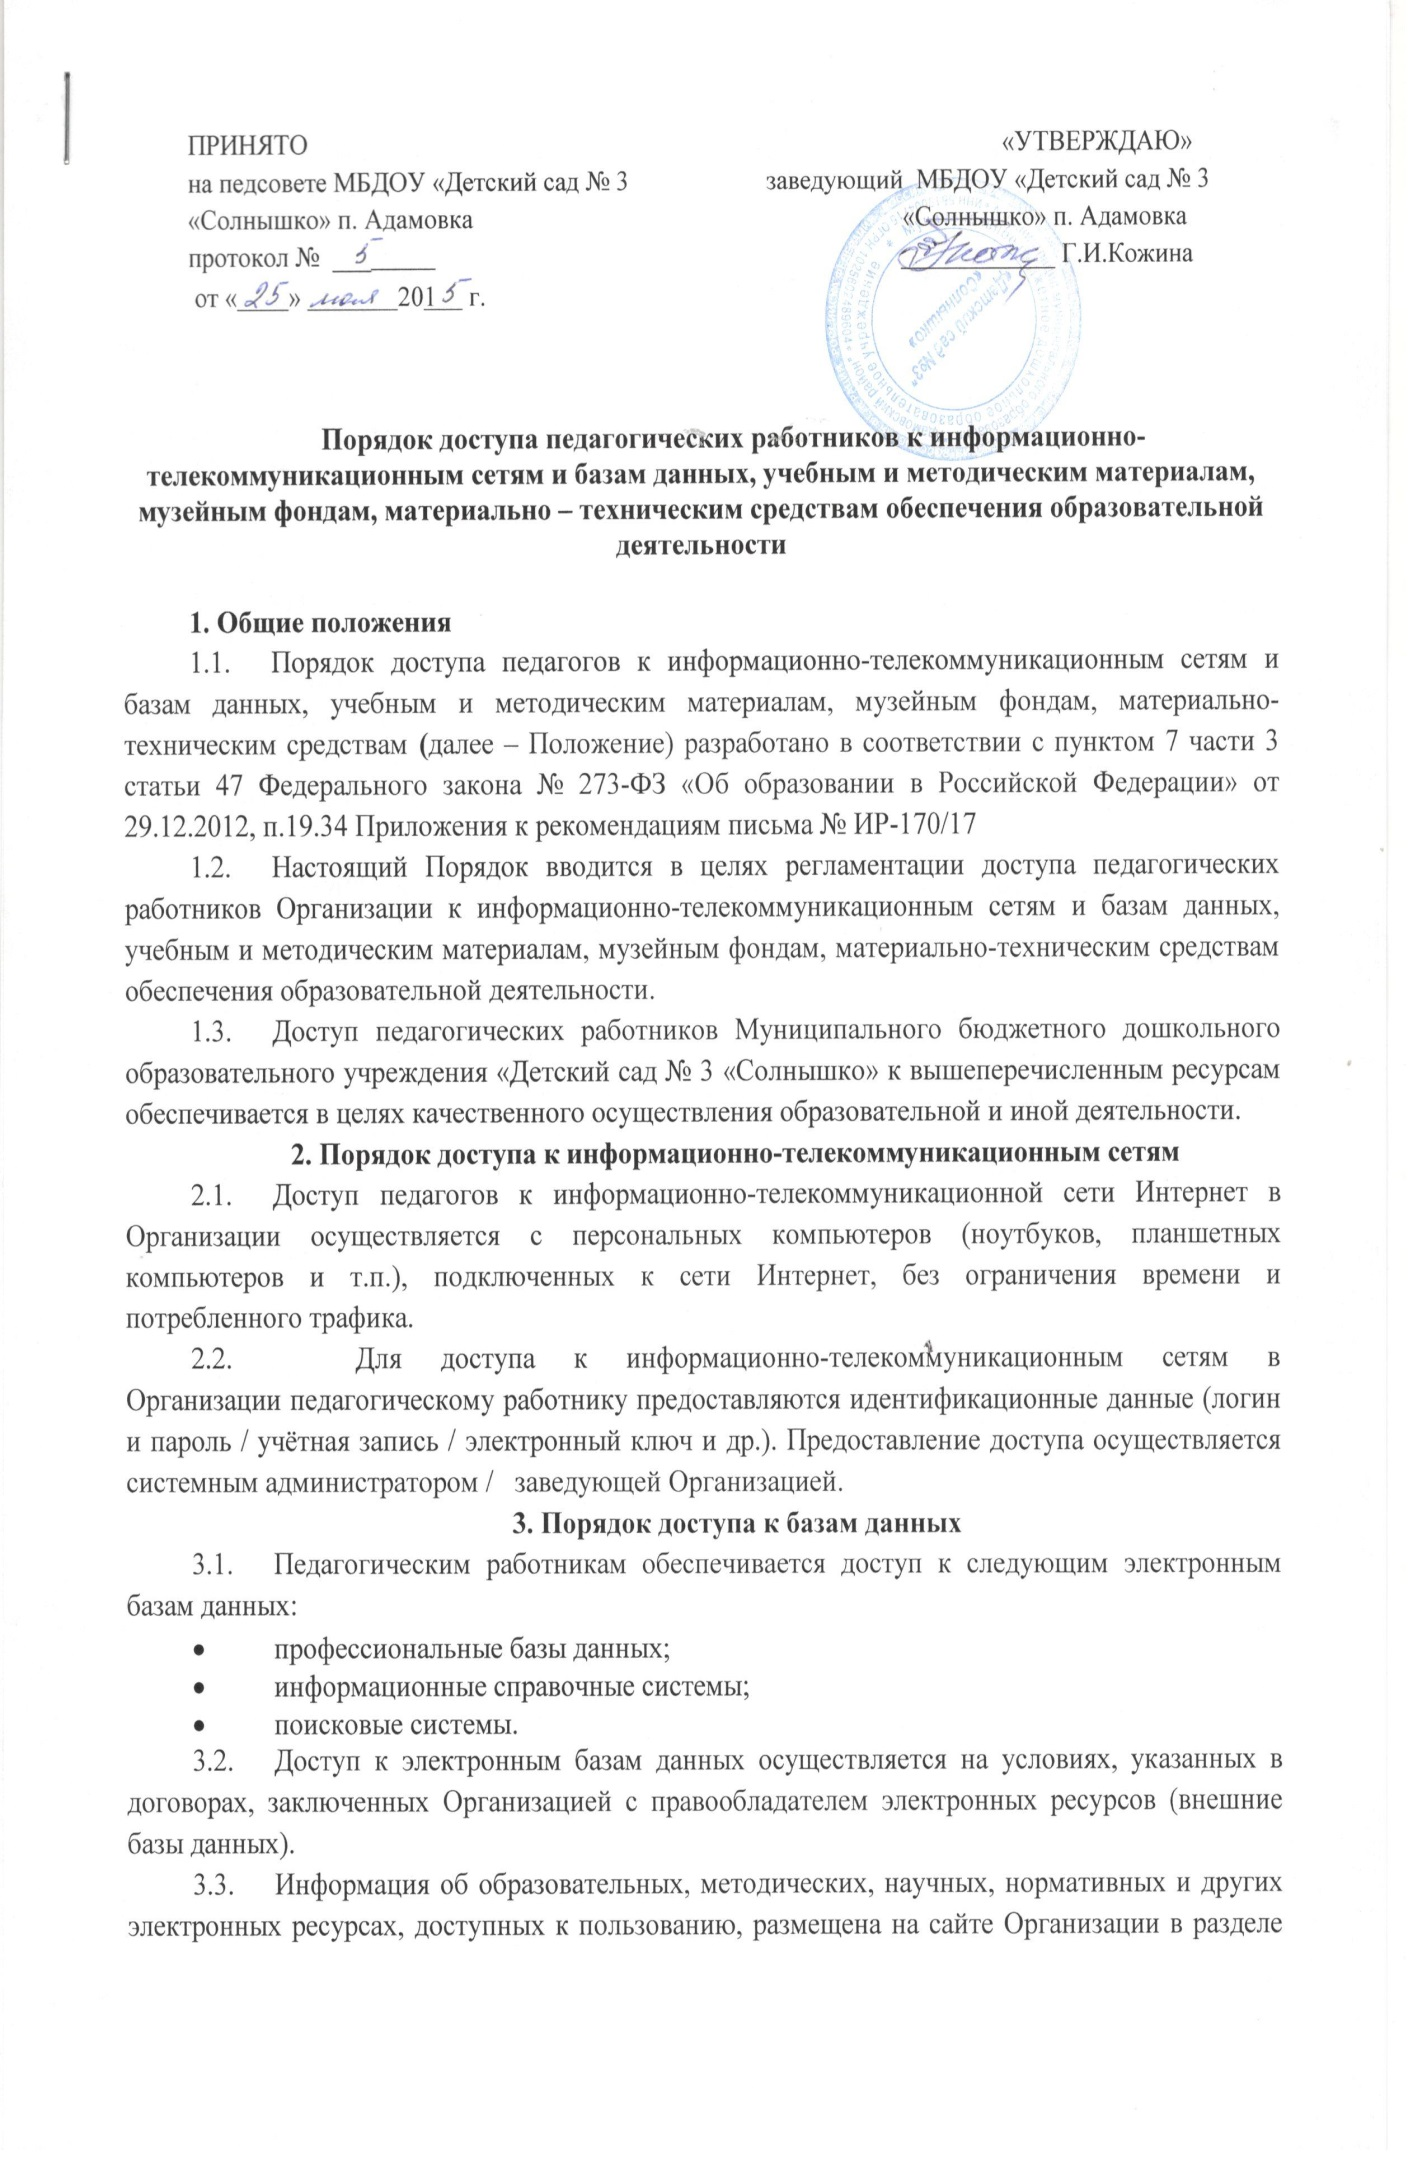 ПРИНЯТО
на педсовете МБДОУ «Детский сад № 3
«Солнышко» п. Адамовка
протокол № 5
от «25» мая 2015 г.
«УТВЕРЖДАЮ»
заведующий МБДОУ «Детский сад № 3
«Солнышко» п. Адамовка
Г.И.Кожина
«Детский сад №3»
«Солнышко»
Порядок доступа педагогических работников к информационно-
телекоммуникационным сетям и базам данных, учебным и методическим материалам,
музейным фондам, материально – техническим средствам обеспечения образовательной
деятельности
1. Общие положения
1.1. Порядок доступа педагогов к информационно-телекоммуникационным сетям и
базам данных, учебным и методическим материалам, музейным фондам, материально-
техническим средствам (далее – Положение) разработано в соответствии с пунктом 7 части 3
статьи 47 Федерального закона № 273-ФЗ «Об образовании в Российской Федерации» от
29.12.2012, п.19.34 Приложения к рекомендациям письма № ИР-170/17
1.2. Настоящий Порядок вводится в целях регламентации доступа педагогических
работников Организации к информационно-телекоммуникационным сетям и базам данных,
учебным и методическим материалам, музейным фондам, материально-техническим средствам
обеспечения образовательной деятельности.
1.3. Доступ педагогических работников Муниципального бюджетного дошкольного
образовательного учреждения «Детский сад № 3 «Солнышко» к вышеперечисленным ресурсам
обеспечивается в целях качественного осуществления образовательной и иной деятельности.
2. Порядок доступа к информационно-телекоммуникационным сетям
2.1. Доступ педагогов к информационно-телекоммуникационной сети Интернет в
Организации осуществляется с персональных компьютеров (ноутбуков, планшетных
компьютеров и т.п.), подключенных к сети Интернет, без ограничения времени и
потребленного трафика.
2.2. Для доступа к информационно-телекоммуникационным сетям в
Организации педагогическому работнику предоставляются идентификационные данные (логин
и пароль / учётная запись / электронный ключ и др.). Предоставление доступа осуществляется
системным администратором / заведующей Организацией.
3. Порядок доступа к базам данных
3.1. Педагогическим работникам обеспечивается доступ к следующим электронным
базам данных:
• профессиональные базы данных;
• информационные справочные системы;
• поисковые системы.
3.2. Доступ к электронным базам данных осуществляется на условиях, указанных в
договорах, заключенных Организацией с правообладателем электронных ресурсов (внешние
базы данных).
3.3. Информация об образовательных, методических, научных, нормативных и других
электронных ресурсах, доступных к пользованию, размещена на сайте Организации в разделе